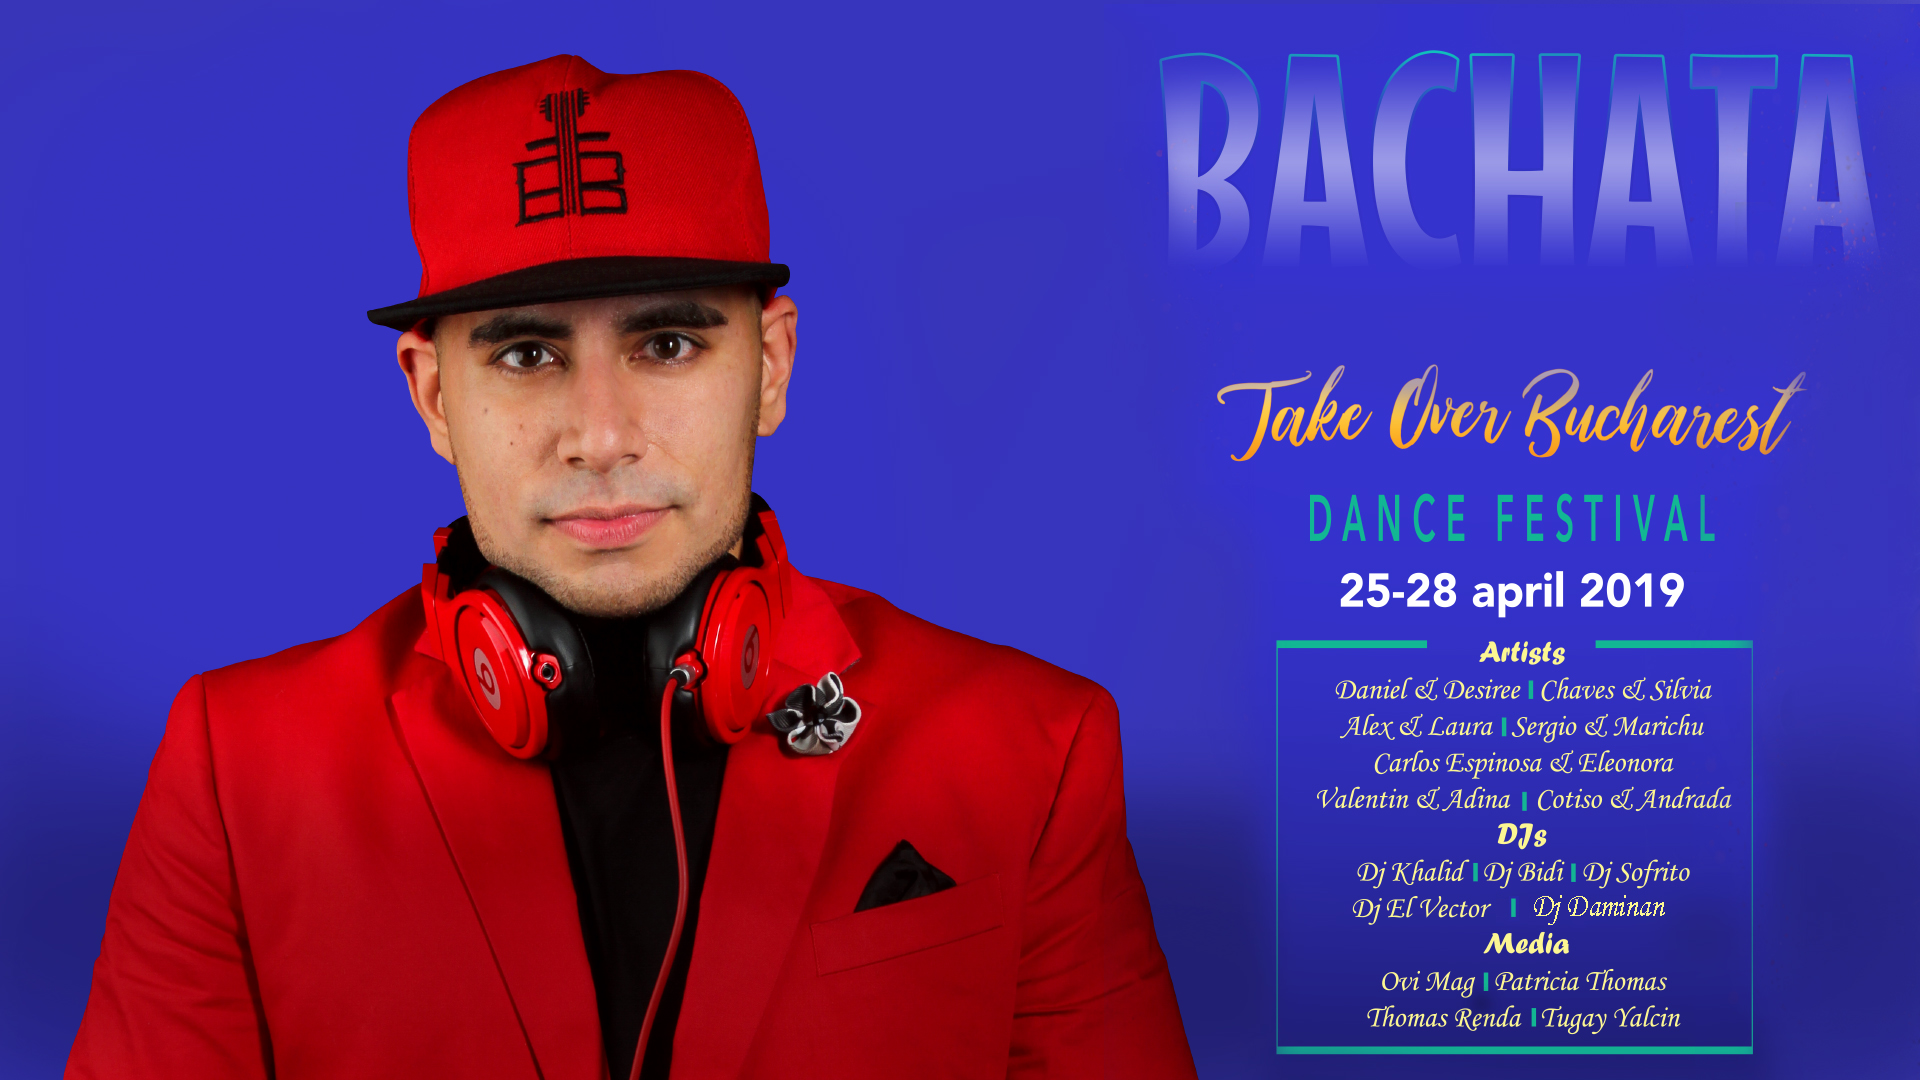 BACHATA
Take Over Bucharest
DANCE FESTIVAL
25-28 april 2019
Artists
Daniel & Desiree | Chaves & Silvia
Alex & Laura | Sergio & Marichu
Carlos Espinosa & Eleonora
Valentin & Adina | Cotiso & Andrada
DJs
Dj Khalid | Dj Bidi | Dj Sofrito
Dj El Vector | Dj Daminan
Media
Ovi Mag | Patricia Thomas
Thomas Renda | Tugay Yalcin